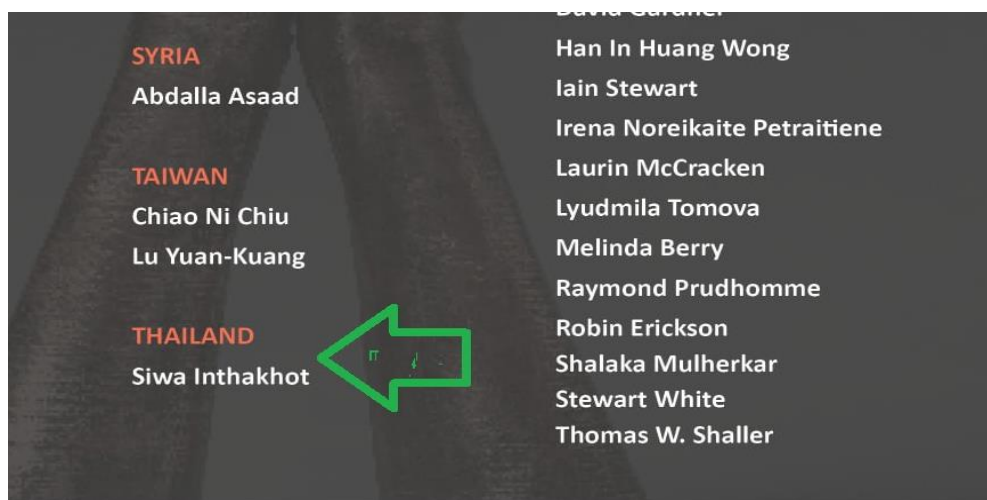 SYRIA
Abdalla Asaad
TAIWAN
Chiao Ni Chiu
Lu Yuan-Kuang
THAILAND
Siwa Inthakhot
David Gardner
Han In Huang Wong
Iain Stewart
Irena Noreikaite Petraitiene
Laurin McCracken
Lyudmila Tomova
Melinda Berry
Raymond Prudhomme
Robin Erickson
Shalaka Mulherkar
Stewart White
Thomas W. Shaller